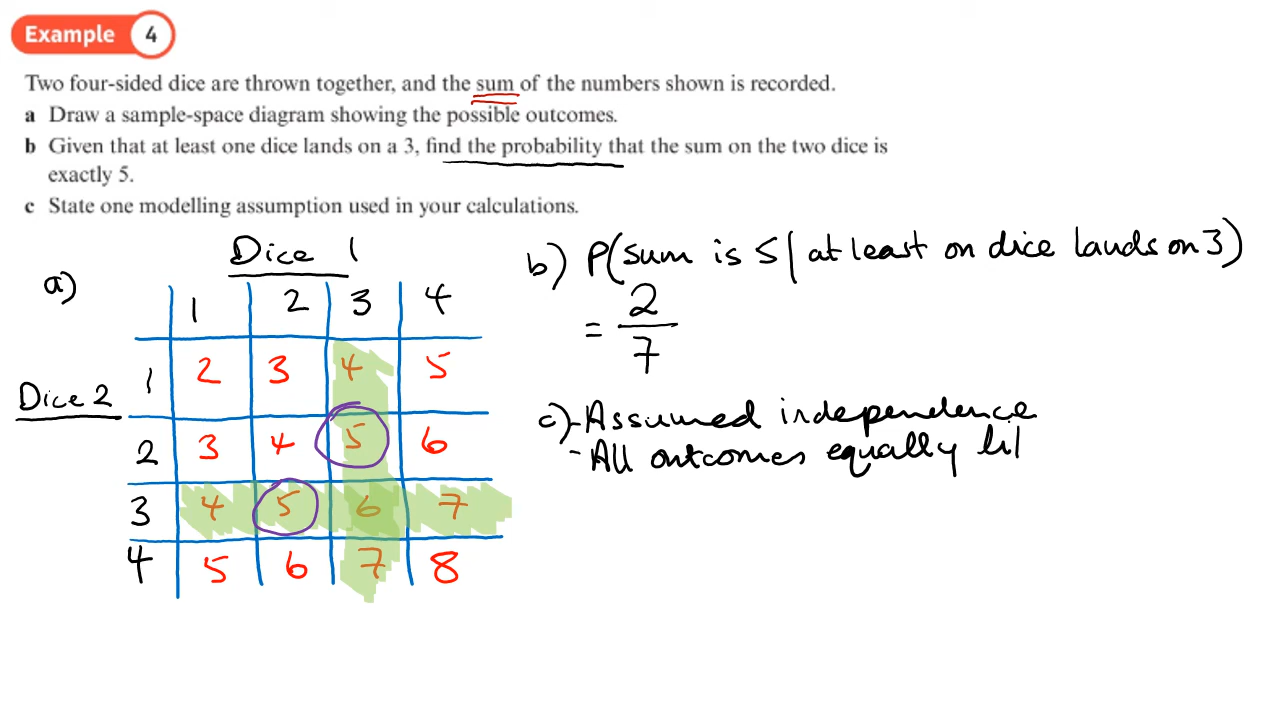 Example 4
Two four-sided dice are thrown together, and the sum of the numbers shown is recorded.
a Draw a sample-space diagram showing the possible outcomes.
b Given that at least one dice lands on a 3, find the probability that the sum on the two dice is
exactly 5.
c State one modelling assumption used in your calculations.
a)
Dice 1
1 2 3 4
Dice 2
1 2 3 4 5
2 3 4 5 6
3 4 5 6 7
4 5 6 7 8
b) P(sum is 5 | at least on dice lands on 3)
= 2/7
c) - Assumed independence
- All outcomes equally lil